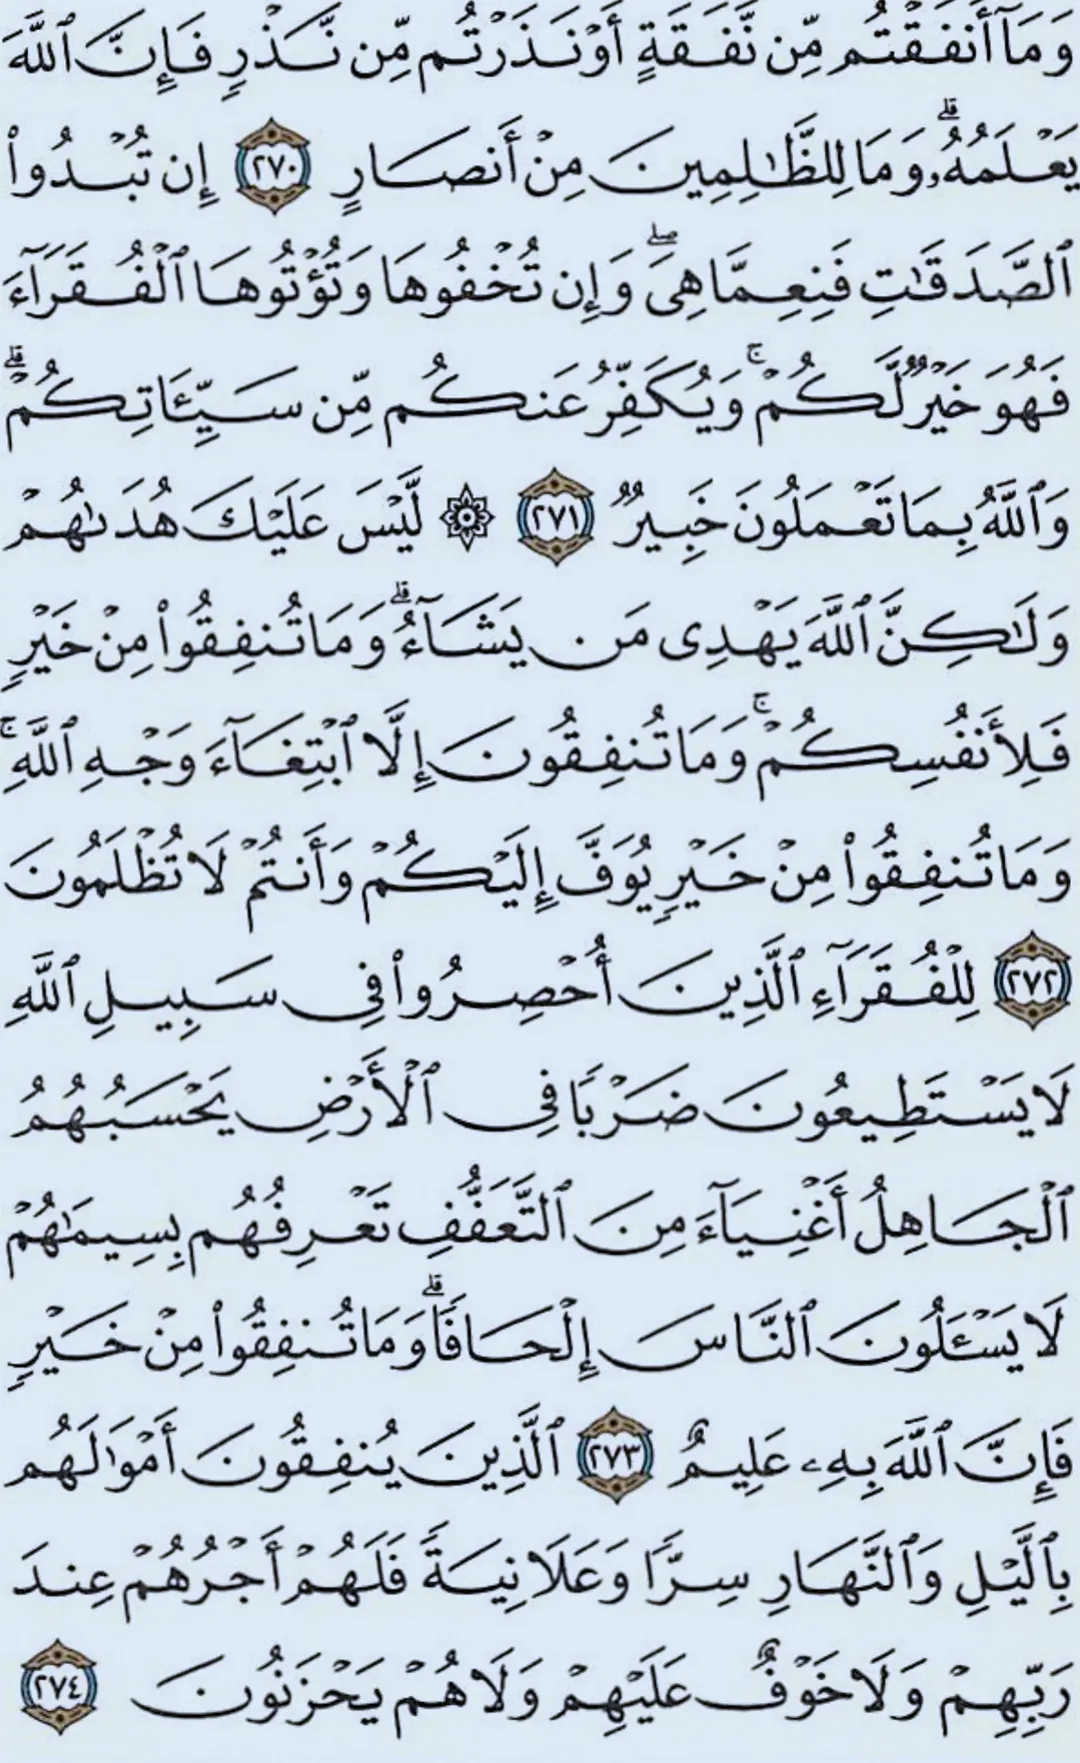 وَمَآ أَنفَقْتُم مِّن نَّفَقَةٍ أَوْ نَذَرْتُم مِّن نَّذْرٍ فَإِنَّ ٱللَّهَ
يَعْلَمُهُۥ ۗ وَمَا لِلظَّـٰلِمِينَ مِنْ أَنصَارٍ ٢٧٠ إِن تُبْدُوا۟
ٱلصَّدَقَـٰتِ فَنِعِمَّا هِىَ ۖ وَإِن تُخْفُوهَا وَتُؤْتُوهَا ٱلْفُقَرَآءَ
فَهُوَ خَيْرٌ لَّكُمْ ۚ وَيُكَفِّرُ عَنكُم مِّن سَيِّـَٔاتِكُمْ ۗ
وَٱللَّهُ بِمَا تَعْمَلُونَ خَبِيرٌ ٢٧١ ۞ لَّيْسَ عَلَيْكَ هُدَىٰهُمْ
وَلَـٰكِنَّ ٱللَّهَ يَهْدِى مَن يَشَآءُ ۗ وَمَا تُنفِقُوا۟ مِنْ خَيْرٍ
فَلِأَنفُسِكُمْ ۚ وَمَا تُنفِقُونَ إِلَّا ٱبْتِغَآءَ وَجْهِ ٱللَّهِ ۚ
وَمَا تُنفِقُوا۟ مِنْ خَيْرٍ يُوَفَّ إِلَيْكُمْ وَأَنتُمْ لَا تُظْلَمُونَ
٢٧٢ لِلْفُقَرَآءِ ٱلَّذِينَ أُحْصِرُوا۟ فِى سَبِيلِ ٱللَّهِ
لَا يَسْتَطِيعُونَ ضَرْبًا فِى ٱلْأَرْضِ يَحْسَبُهُمُ
ٱلْجَاهِلُ أَغْنِيَآءَ مِنَ ٱلتَّعَفُّفِ تَعْرِفُهُم بِسِيمَـٰهُمْ
لَا يَسْـَٔلُونَ ٱلنَّاسَ إِلْحَافًا ۗ وَمَا تُنفِقُوا۟ مِنْ خَيْرٍ
فَإِنَّ ٱللَّهَ بِهِۦ عَلِيمٌ ٢٧٣ ٱلَّذِينَ يُنفِقُونَ أَمْوَٰلَهُم
بِٱلَّيْلِ وَٱلنَّهَارِ سِرًّا وَعَلَانِيَةً فَلَهُمْ أَجْرُهُمْ عِندَ
رَبِّهِمْ وَلَا خَوْفٌ عَلَيْهِمْ وَلَا هُمْ يَحْزَنُونَ ٢٧٤